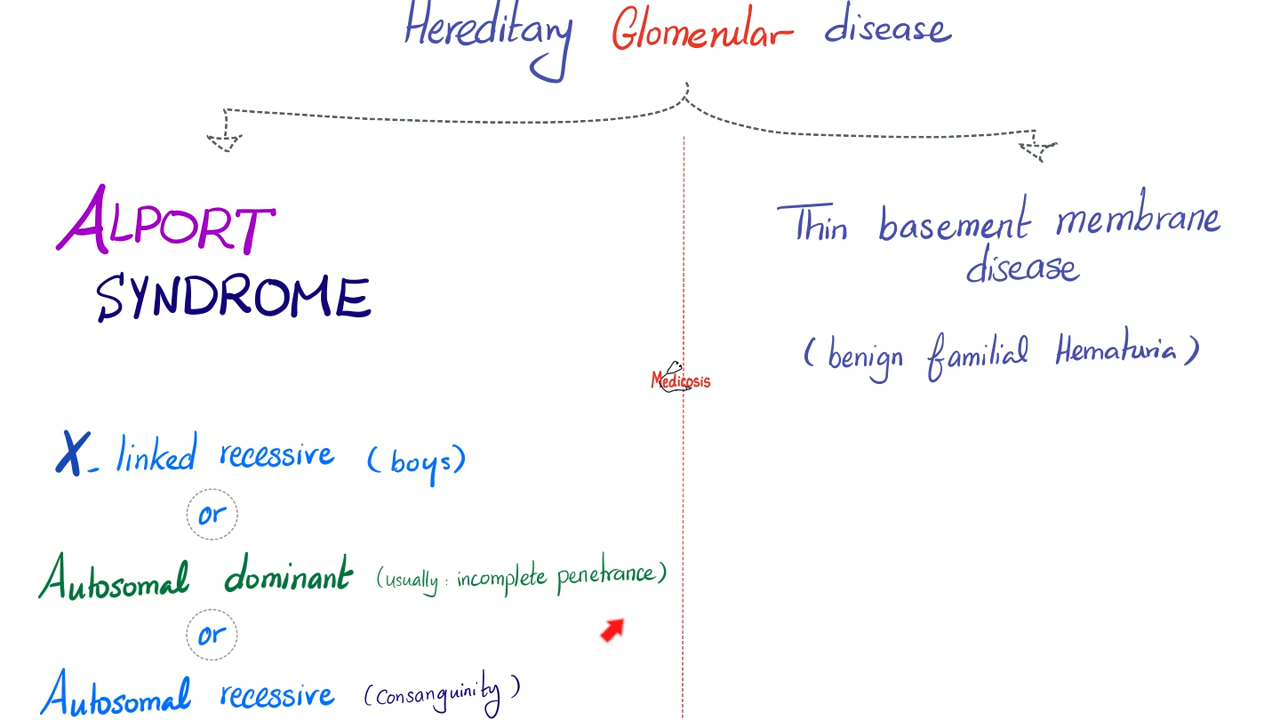 Hereditary Glomerular disease
ALPORT
SYNDROME
Thin basement membrane
disease
(benign familial Hematuria)
Medicosis
X- linked recessive (boys)
or
Autosomal dominant (usually: incomplete penetrance)
or
Autosomal recessive (consanguinity)